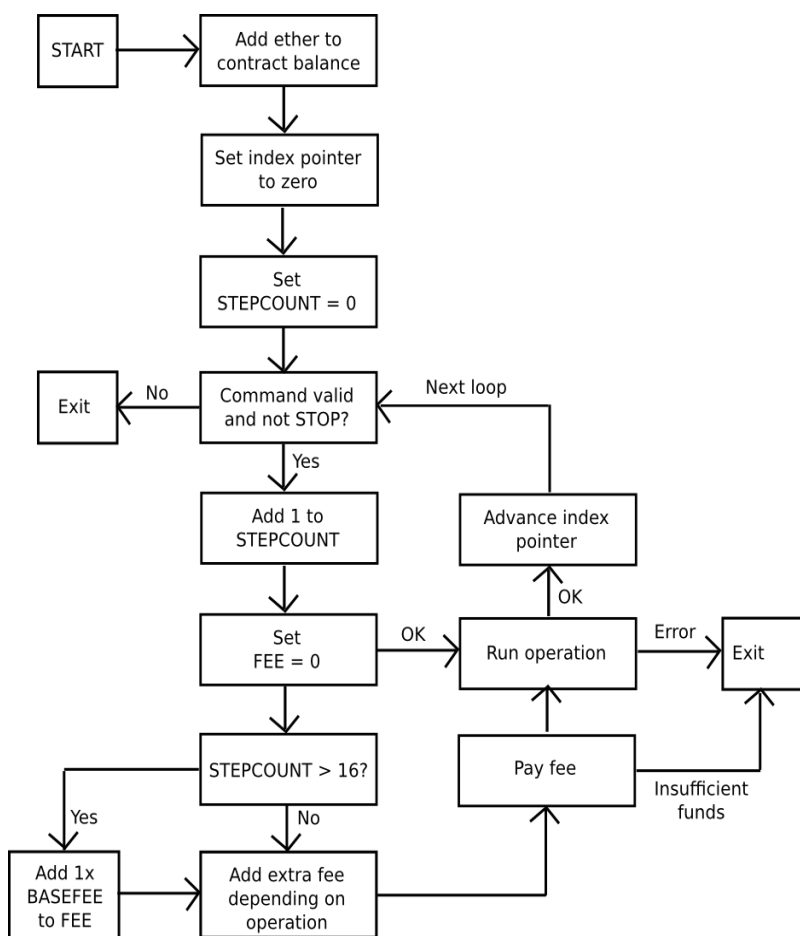 START
Add ether to
contract balance
Set index pointer
to zero
Set
STEPCOUNT = 0
Exit
No
Command valid
and not STOP?
Next loop
Yes
Add 1 to
STEPCOUNT
Advance index
pointer
OK
Set
FEE = 0
OK
Run operation
Error
Exit
STEPCOUNT > 16?
Pay fee
Insufficient
funds
Yes
No
Add 1x
BASEFEE
to FEE
Add extra fee
depending on
operation